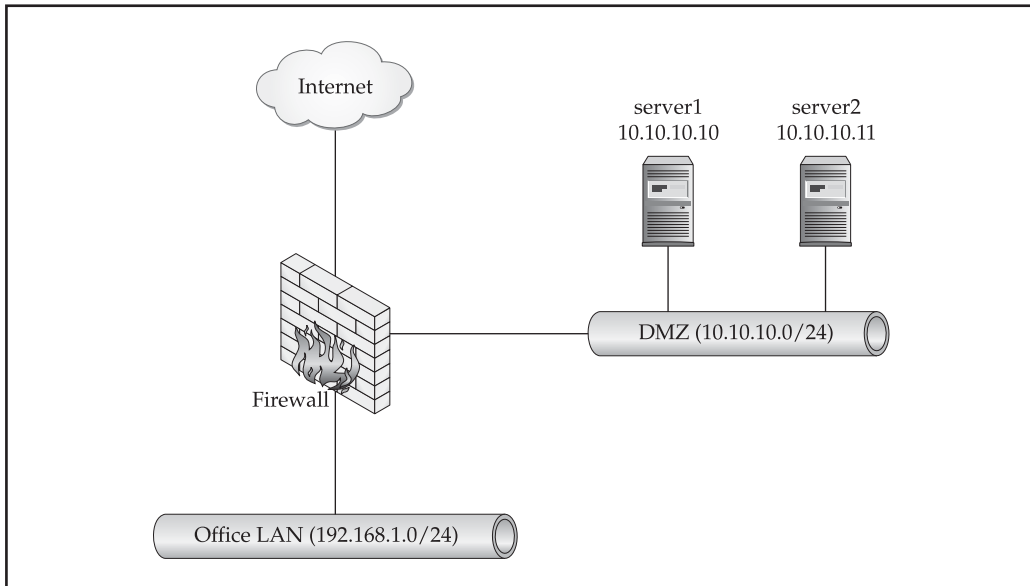 Internet
server1
10.10.10.10
server2
10.10.10.11
DMZ (10.10.10.0/24)
Firewall
Office LAN (192.168.1.0/24)